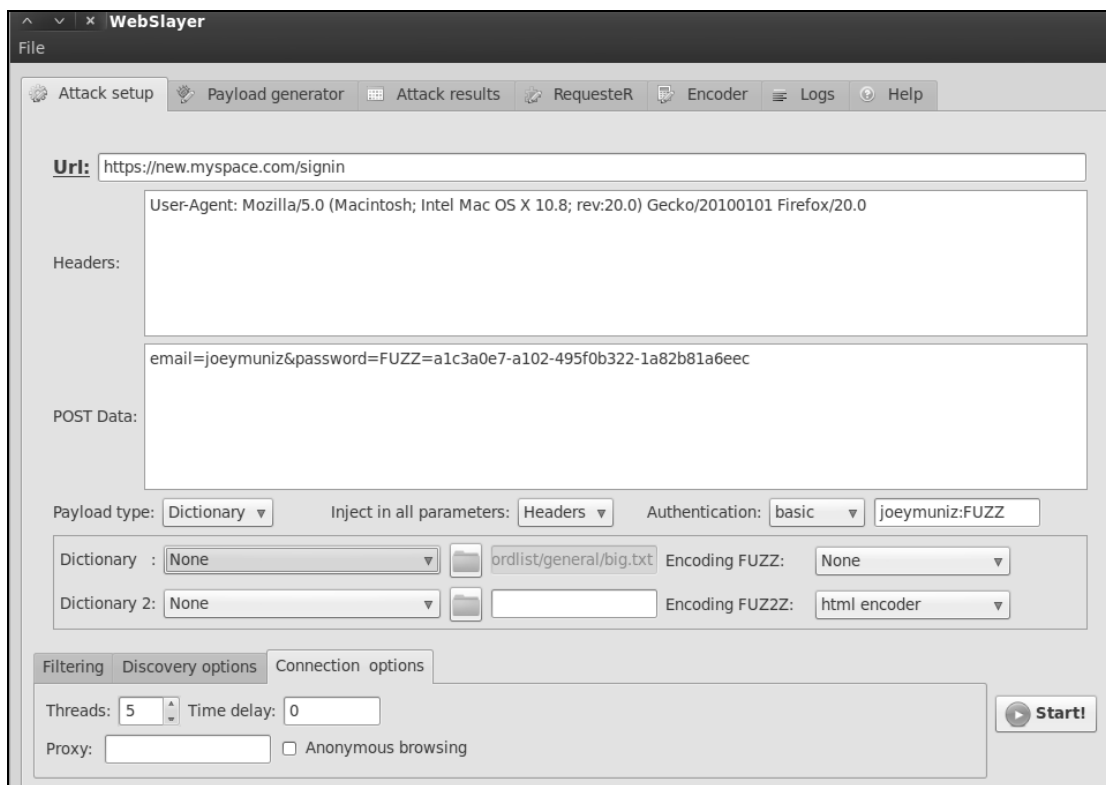 WebSlayer
File
Attack setup Payload generator Attack results RequesteR Encoder Logs Help
Url: https://new.myspace.com/signin
Headers: User-Agent: Mozilla/5.0 (Macintosh; Intel Mac OS X 10.8; rev:20.0) Gecko/20100101 Firefox/20.0
POST Data: email=joeymuniz&password=FUZZ=a1c3a0e7-a102-495f0b322-1a82b81a6eec
Payload type: Dictionary Inject in all parameters: Headers Authentication: basic joeymuniz:FUZZ
Dictionary : None ordlist/general/big.txt Encoding FUZZ: None
Dictionary 2: None Encoding FUZ2Z: html encoder
Filtering Discovery options Connection options
Threads: 5 Time delay: 0
Start!
Proxy: Anonymous browsing